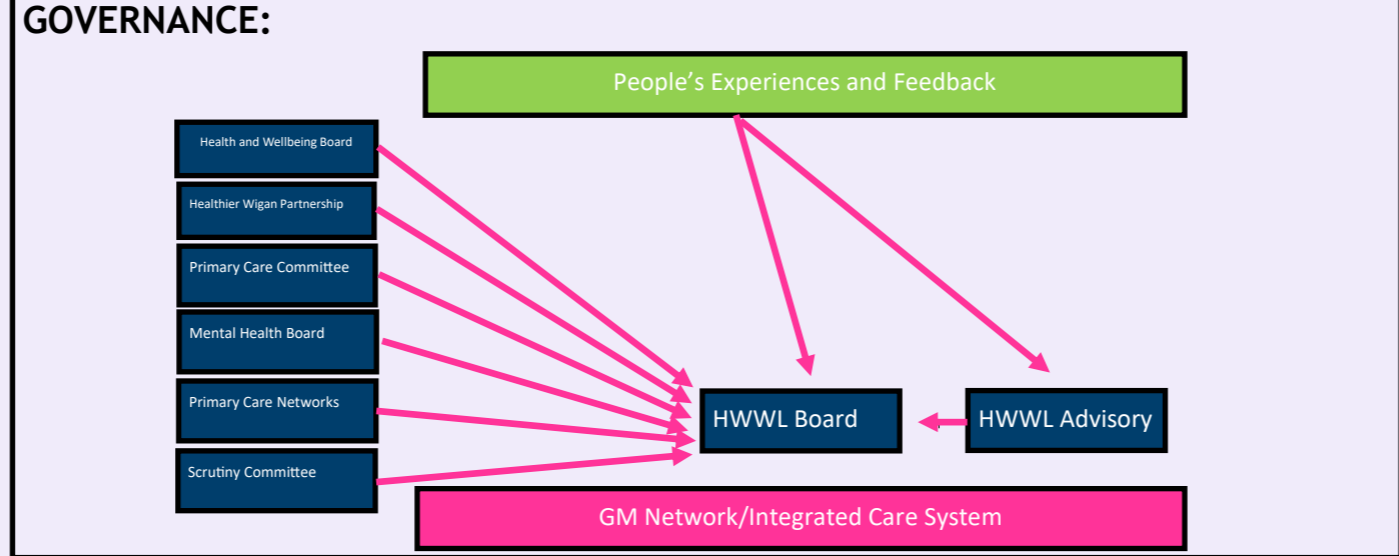 GOVERNANCE:
People’s Experiences and Feedback
Health and Wellbeing Board
Healthier Wigan Partnership
Primary Care Committee
Mental Health Board
Primary Care Networks
Scrutiny Committee
HWWL Board
HWWL Advisory
GM Network/Integrated Care System